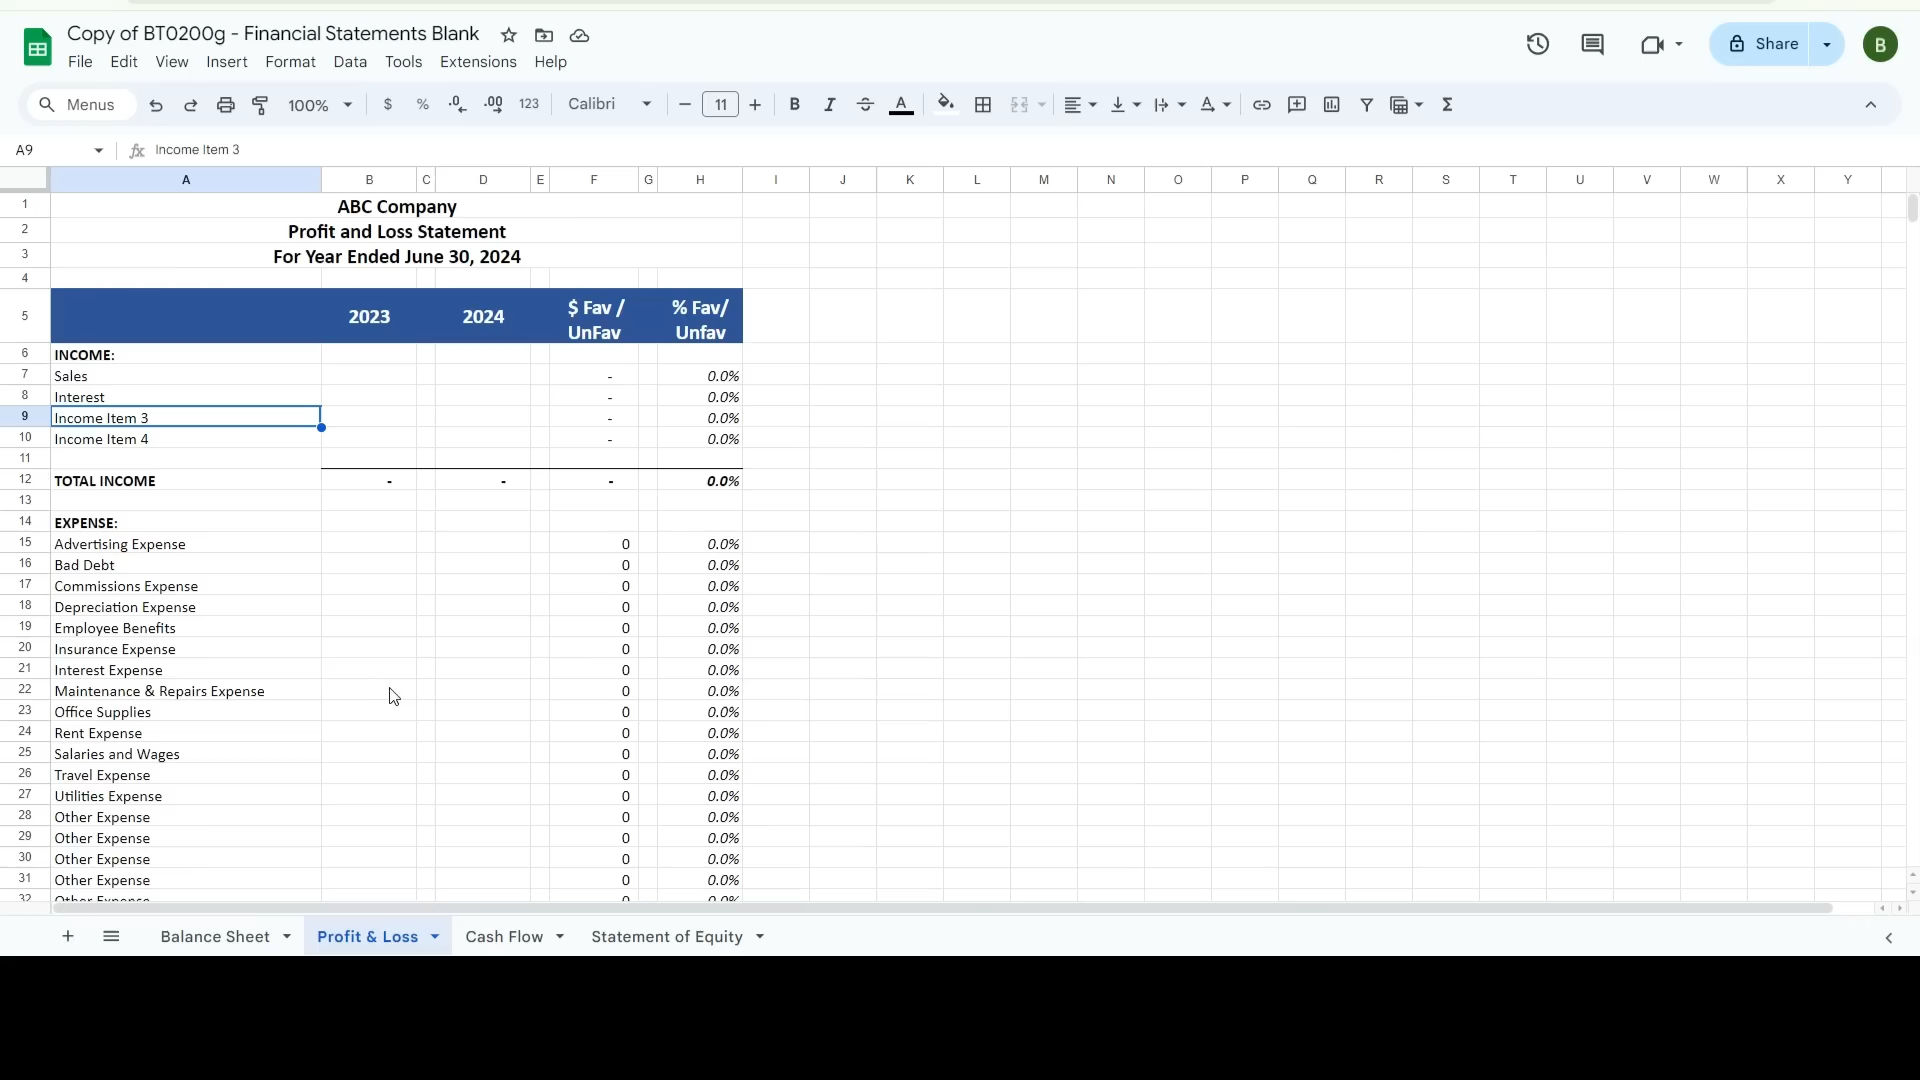 Copy of BT0200g - Financial Statements Blank
File Edit View Insert Format Data Tools Extensions Help
Share
B
Menus 100% $ % .0 .00 123 Calibri 11 B I S A Σ
A9 fx Income Item 3
A B C D E F G H I J K L M N O P Q R S T U V W X Y
1 ABC Company
2 Profit and Loss Statement
3 For Year Ended June 30, 2024
4
5 2023 2024 $ Fav / UnFav % Fav/ Unfav
6 INCOME:
7 Sales - 0.0%
8 Interest - 0.0%
9 Income Item 3 - 0.0%
10 Income Item 4 - 0.0%
11
12 TOTAL INCOME - - - 0.0%
13
14 EXPENSE:
15 Advertising Expense 0 0.0%
16 Bad Debt 0 0.0%
17 Commissions Expense 0 0.0%
18 Depreciation Expense 0 0.0%
19 Employee Benefits 0 0.0%
20 Insurance Expense 0 0.0%
21 Interest Expense 0 0.0%
22 Maintenance & Repairs Expense 0 0.0%
23 Office Supplies 0 0.0%
24 Rent Expense 0 0.0%
25 Salaries and Wages 0 0.0%
26 Travel Expense 0 0.0%
27 Utilities Expense 0 0.0%
28 Other Expense 0 0.0%
29 Other Expense 0 0.0%
30 Other Expense 0 0.0%
31 Other Expense 0 0.0%
32 Other Expense 0 0.0%
+ Balance Sheet Profit & Loss Cash Flow Statement of Equity